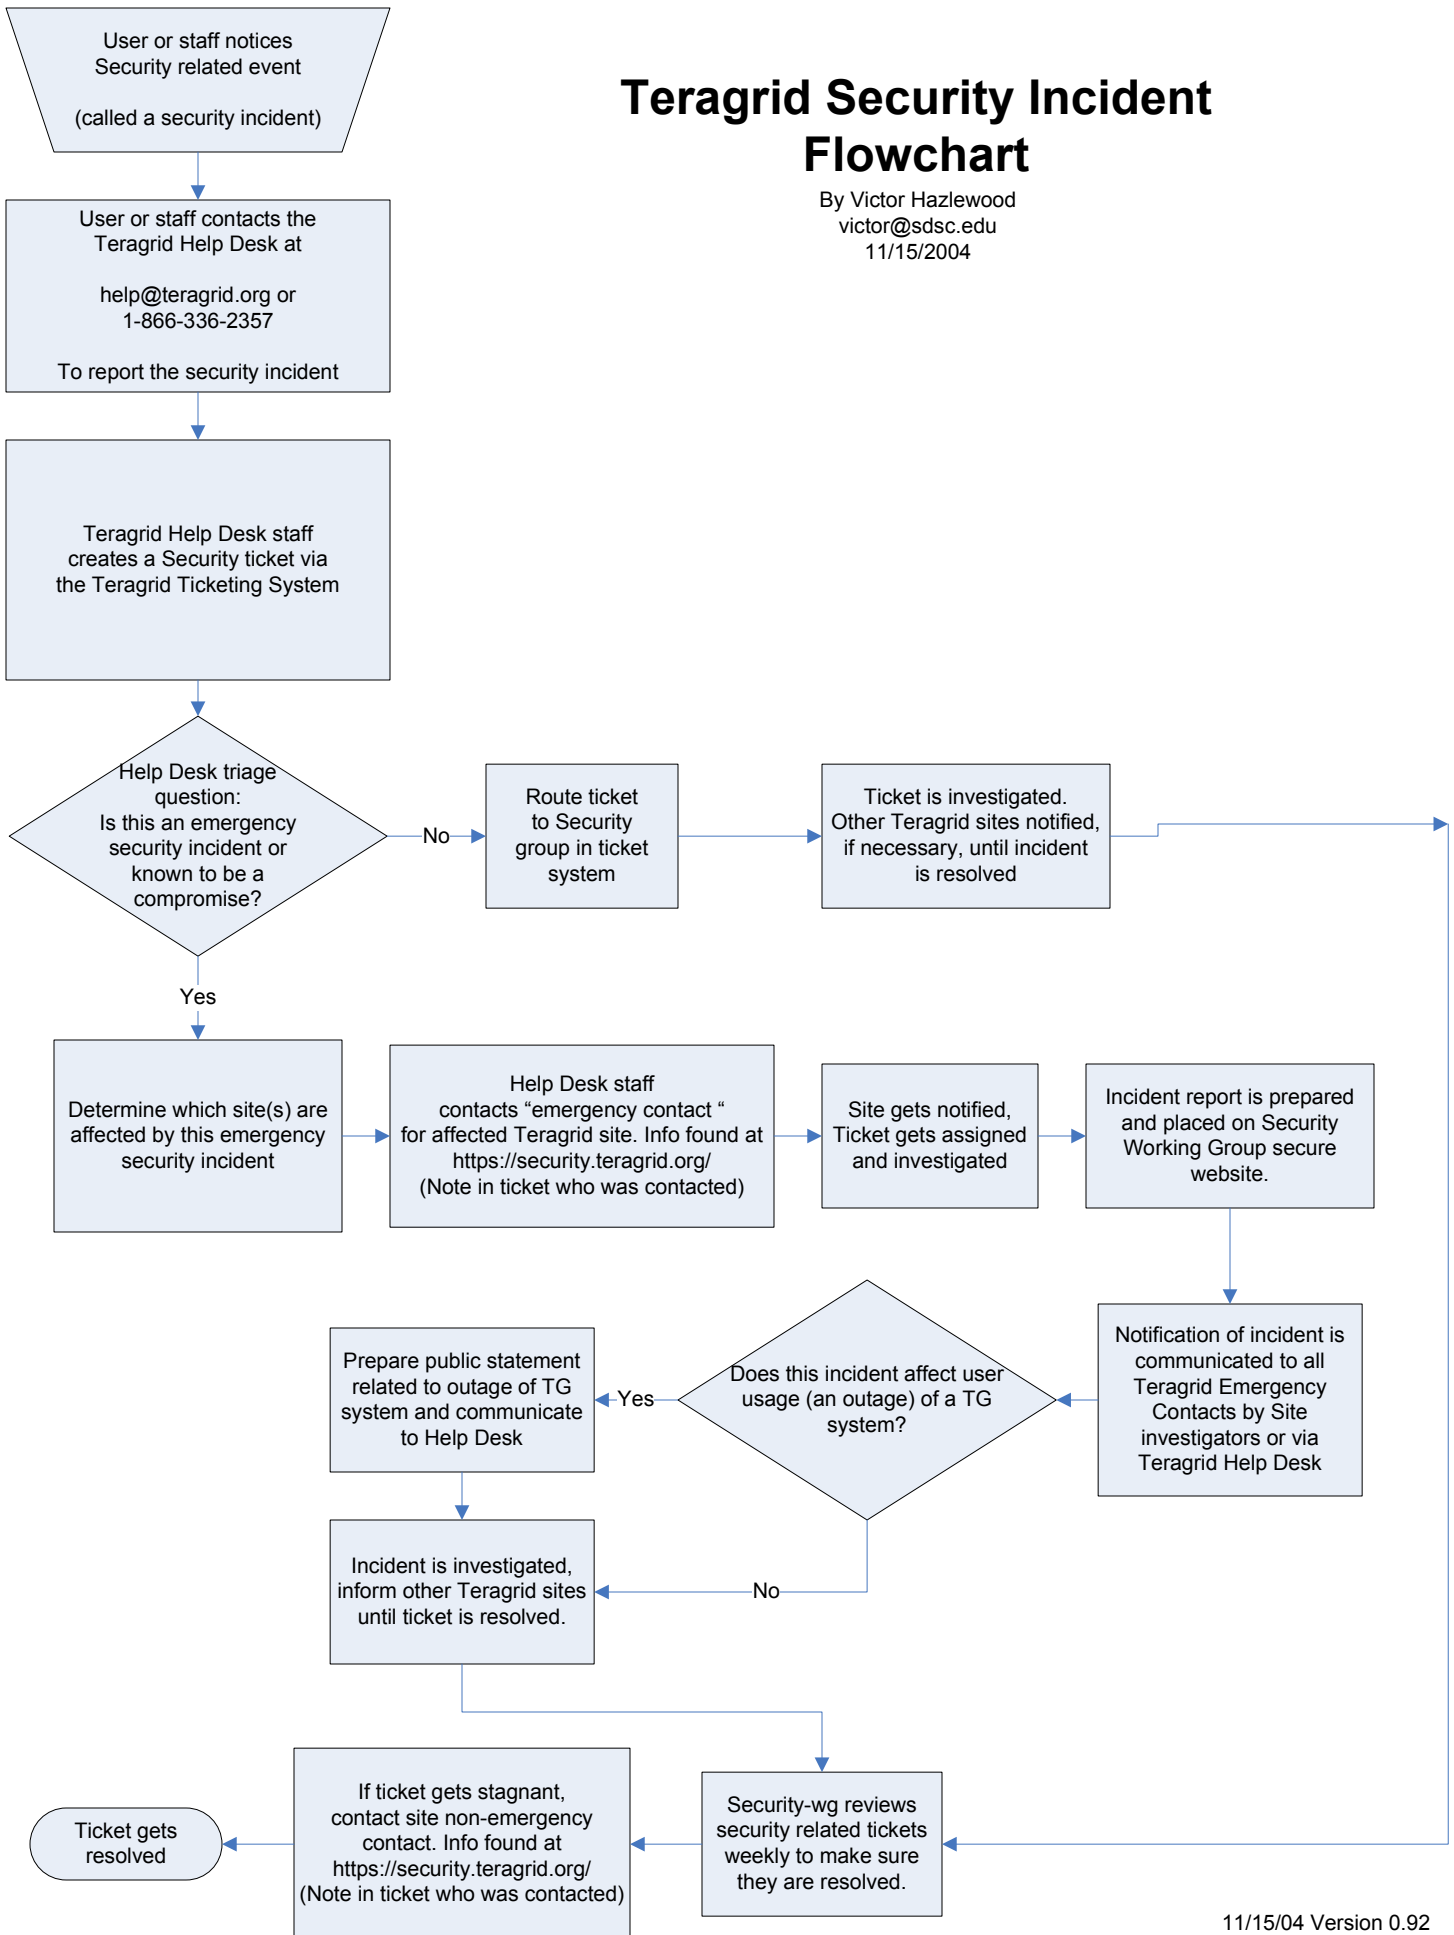 User or staff notices
Security related event
(called a security incident)
Teragrid Security Incident
Flowchart
By Victor Hazlewood
victor@sdsc.edu
11/15/2004
User or staff contacts the
Teragrid Help Desk at
help@teragrid.org or
1-866-336-2357
To report the security incident
Teragrid Help Desk staff
creates a Security ticket via
the Teragrid Ticketing System
Help Desk triage
question:
Is this an emergency
security incident or
known to be a
compromise?
No
Route ticket
to Security
group in ticket
system
Ticket is investigated.
Other Teragrid sites notified,
if necessary, until incident
is resolved
Yes
Determine which site(s) are
affected by this emergency
security incident
Help Desk staff
contacts “emergency contact “
for affected Teragrid site. Info found at
https://security.teragrid.org/
(Note in ticket who was contacted)
Site gets notified,
Ticket gets assigned
and investigated
Incident report is prepared
and placed on Security
Working Group secure
website.
Notification of incident is
communicated to all
Teragrid Emergency
Contacts by Site
investigators or via
Teragrid Help Desk
Does this incident affect user
usage (an outage) of a TG
system?
Yes
Prepare public statement
related to outage of TG
system and communicate
to Help Desk
No
Incident is investigated,
inform other Teragrid sites
until ticket is resolved.
Security-wg reviews
security related tickets
weekly to make sure
they are resolved.
If ticket gets stagnant,
contact site non-emergency
contact. Info found at
https://security.teragrid.org/
(Note in ticket who was contacted)
Ticket gets
resolved
11/15/04 Version 0.92